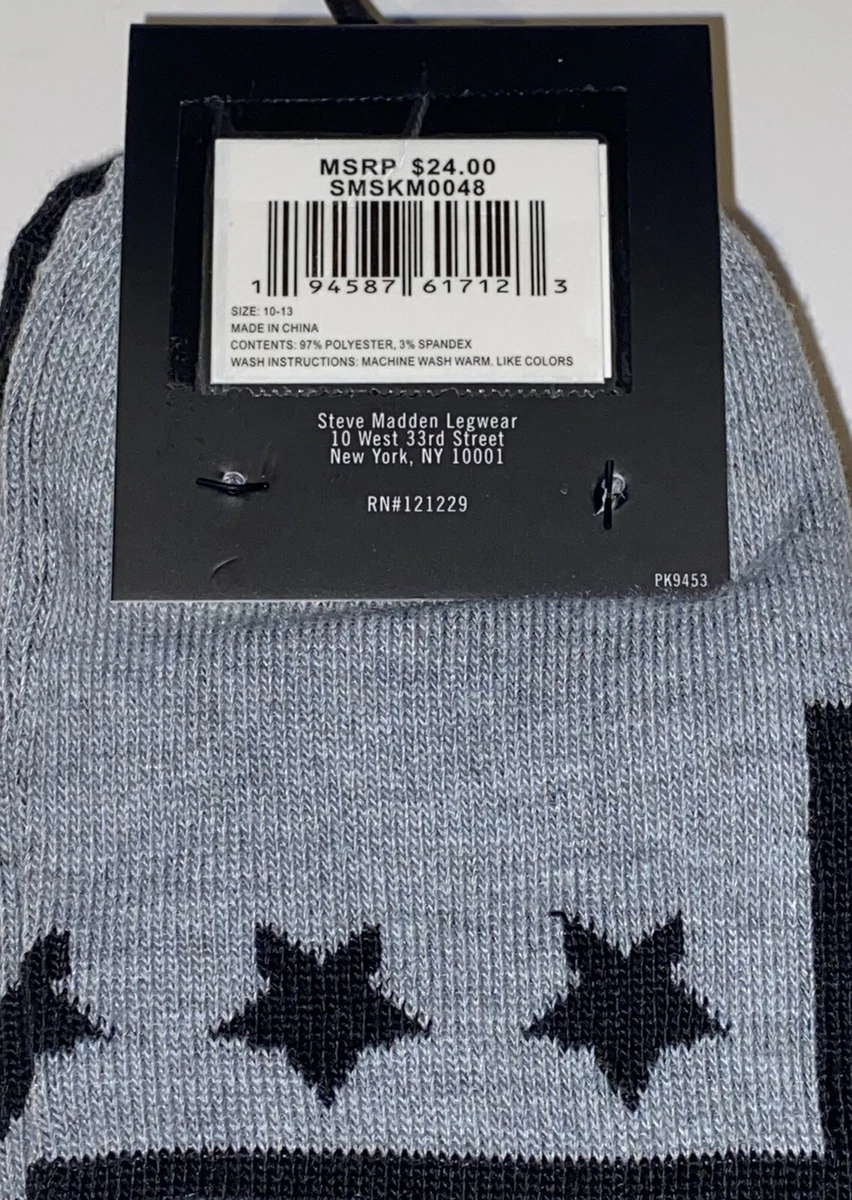 MSRP $24.00
SMSKM0048
1 94587 61712 3
SIZE: 10-13
MADE IN CHINA
CONTENTS: 97% POLYESTER, 3% SPANDEX
WASH INSTRUCTIONS: MACHINE WASH WARM. LIKE COLORS
Steve Madden Legwear
10 West 33rd Street
New York, NY 10001
RN#121229
PK9453